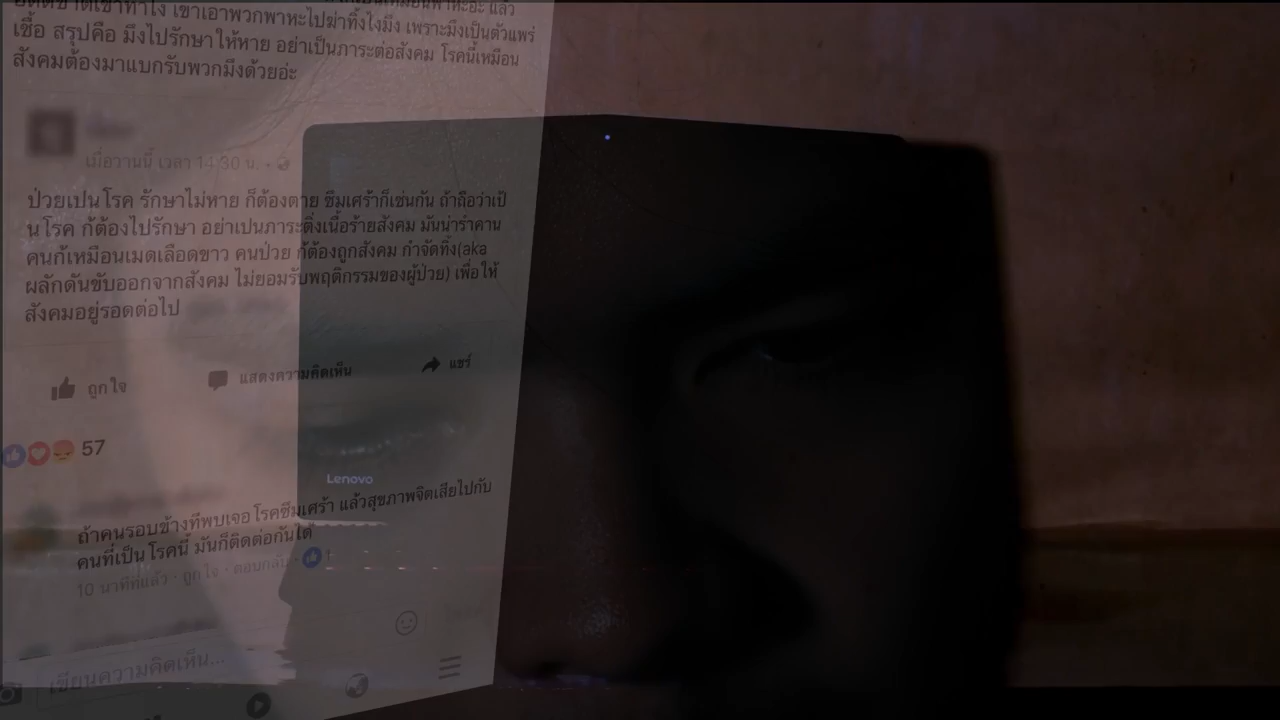 เชื้อ สรุปคือ มึงไปรักษาให้หาย อย่าเป็นภาระต่อสังคม โรคนี้เหมือน
สังคมต้องมาแบกรับพวกมึงด้วยอ่ะ
เมื่อวานนี้ เวลา 14:30 น.
ป่วยเปนโรค รักษาไม่หาย ก็ต้องตาย ซึมเศร้าก็เช่นกัน ถ้าถือว่าเป้
นโรค ก้ต้องไปรักษา อย่าเปนภาระติ่งเนื้อร้ายสังคม มันน่ารำคาน
คนก้เหมือนเมดเลือดขาว คนป่วย ก้ต้องถูกสังคม กำจัดทิ้ง(aka
ผลักดันขับออกจากสังคม ไม่ยอมรับพฤติกรรมของผู้ป่วย) เพื่อให้
สังคมอยู่รอดต่อไป
ถูกใจ แสดงความคิดเห็น แชร์
57
Lenovo
ถ้าคนรอบข้างที่พบเจอโรคซึมเศร้า แล้วสุขภาพจิตเสียไปกับ
คนที่เป็นโรคนี้ มันก็ติดต่อกันได้
10 นาทีที่แล้ว · ถูกใจ · ตอบกลับ 1
เขียนความคิดเห็น...